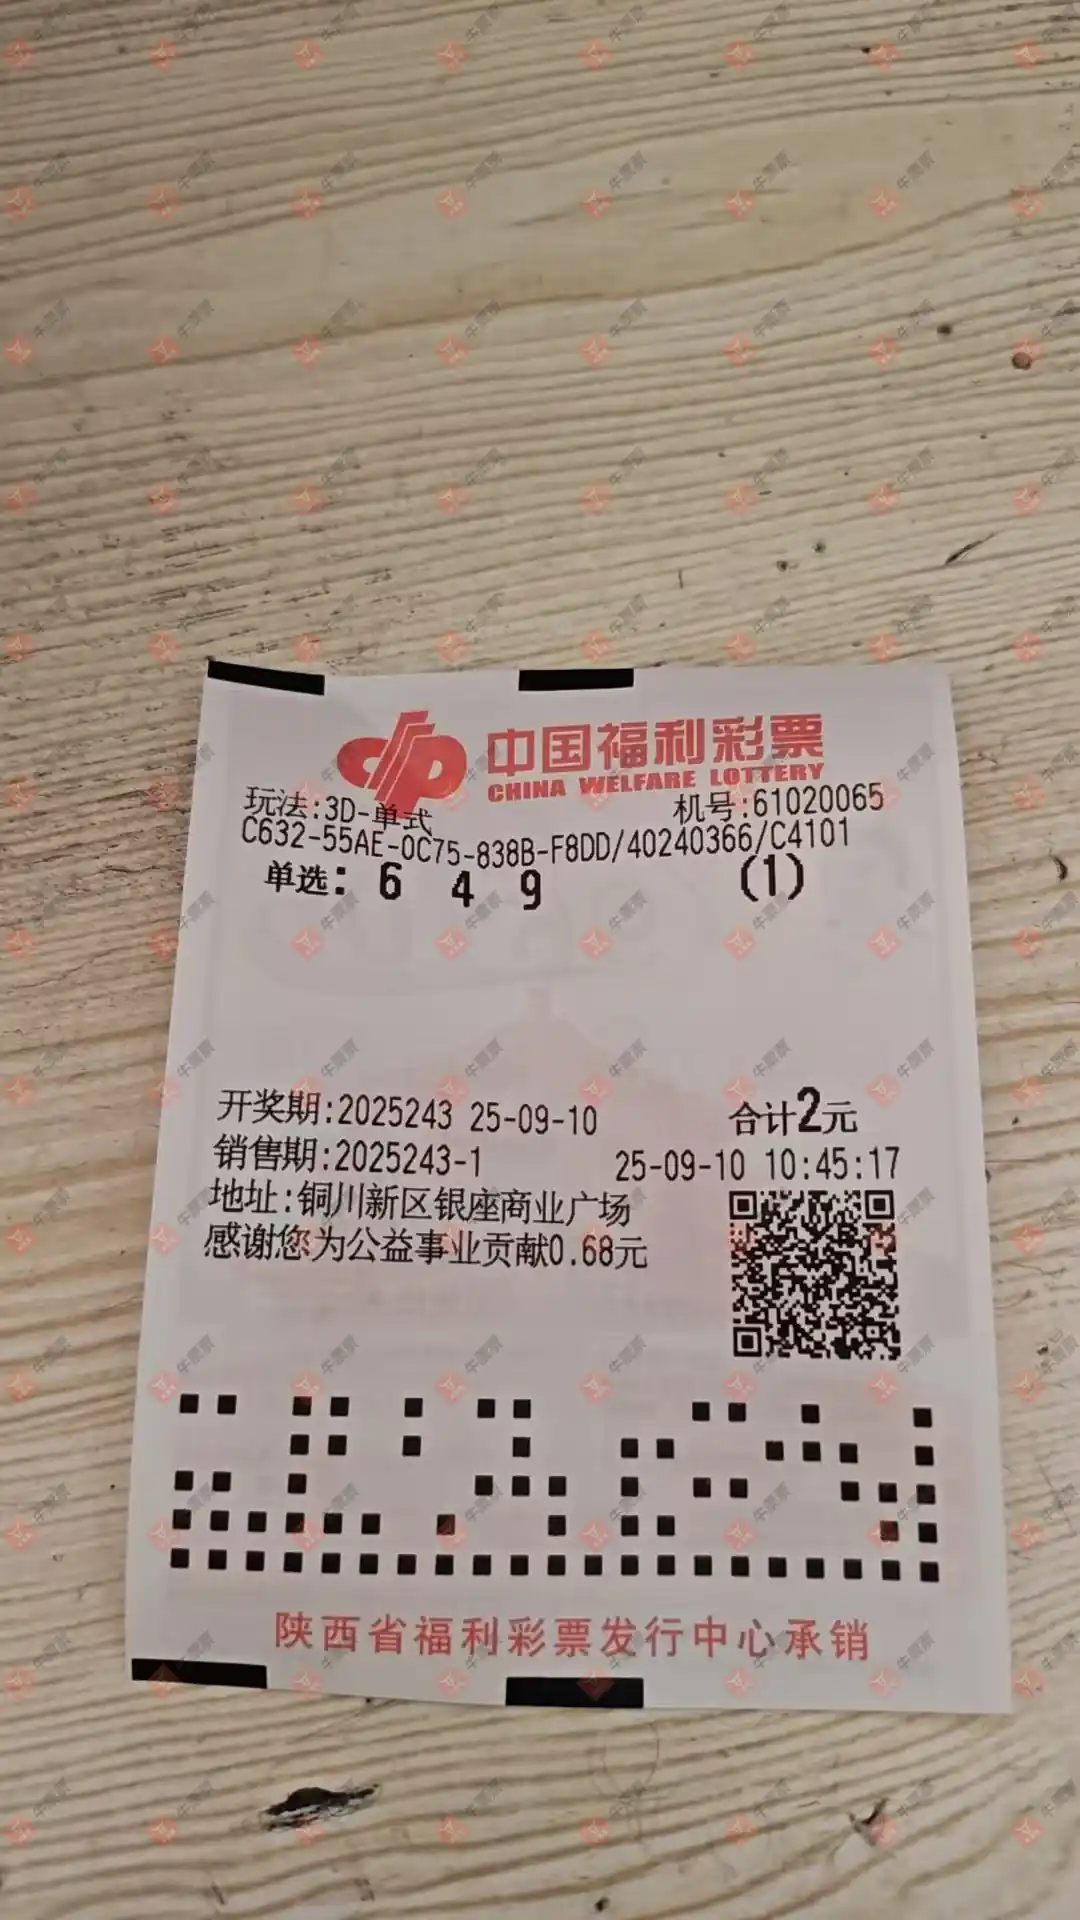 中国福利彩票
CHINA WELFARE LOTTERY
玩法:3D-单式 机号:61020065
C632-55AE-0C75-838B-F8DD/40240366/C4101
单选: 6 4 9 (1)
开奖期:2025243 25-09-10 合计2元
销售期:2025243-1 25-09-10 10:45:17
地址:铜川新区银座商业广场
感谢您为公益事业贡献0.68元
陕西省福利彩票发行中心承销
牛票票